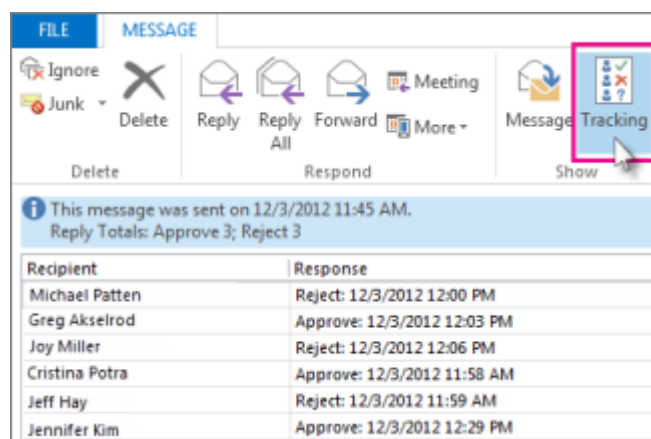 FILE MESSAGE
Ignore
Junk
Delete
Reply
Reply All
Forward
Meeting
More
Message
Tracking
Delete Respond Show
This message was sent on 12/3/2012 11:45 AM.
Reply Totals: Approve 3; Reject 3
Recipient Response
Michael Patten Reject: 12/3/2012 12:00 PM
Greg Akselrod Approve: 12/3/2012 12:03 PM
Joy Miller Reject: 12/3/2012 12:06 PM
Cristina Potra Approve: 12/3/2012 11:58 AM
Jeff Hay Reject: 12/3/2012 11:59 AM
Jennifer Kim Approve: 12/3/2012 12:29 PM